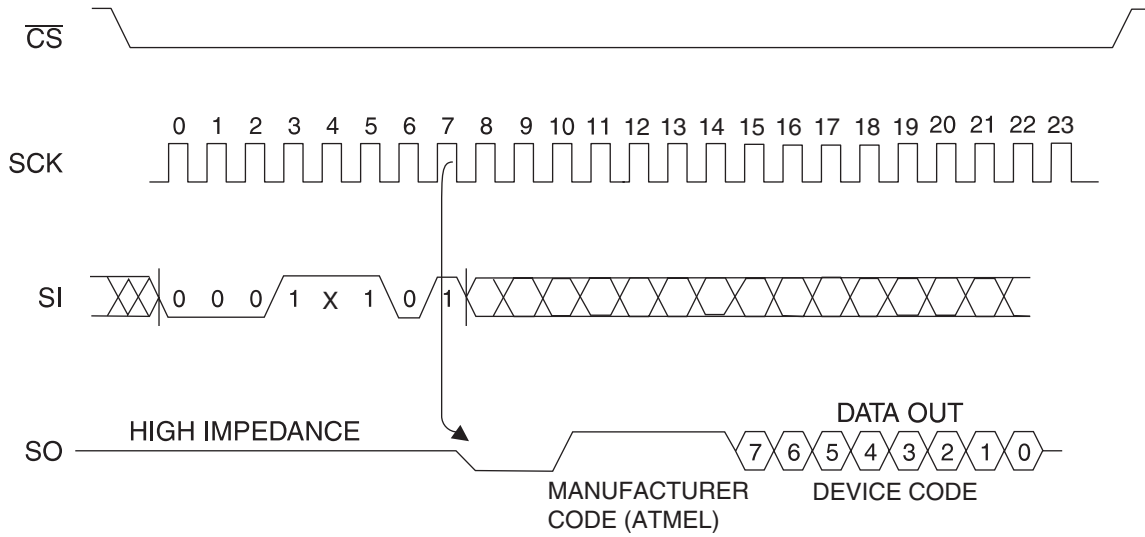 CS
0 1 2 3 4 5 6 7 8 9 10 11 12 13 14 15 16 17 18 19 20 21 22 23
SCK
SI
0 0 0 1 X 1 0 1
HIGH IMPEDANCE
DATA OUT
SO
7 6 5 4 3 2 1 0
MANUFACTURER
CODE (ATMEL)
DEVICE CODE